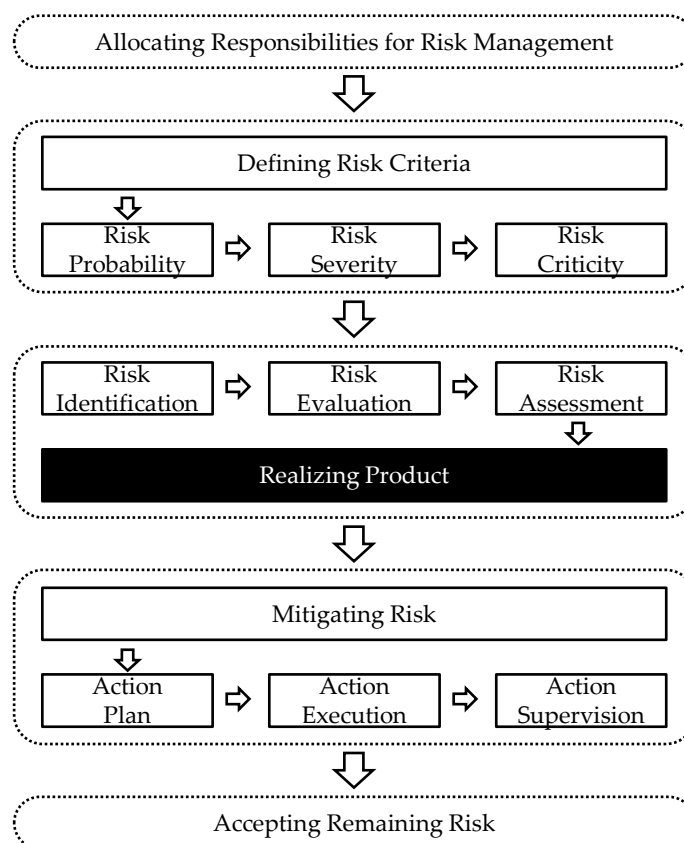 Allocating Responsibilities for Risk Management
Defining Risk Criteria
Risk
Probability
Risk
Severity
Risk
Criticity
Risk
Identification
Risk
Evaluation
Risk
Assessment
Realizing Product
Mitigating Risk
Action
Plan
Action
Execution
Action
Supervision
Accepting Remaining Risk